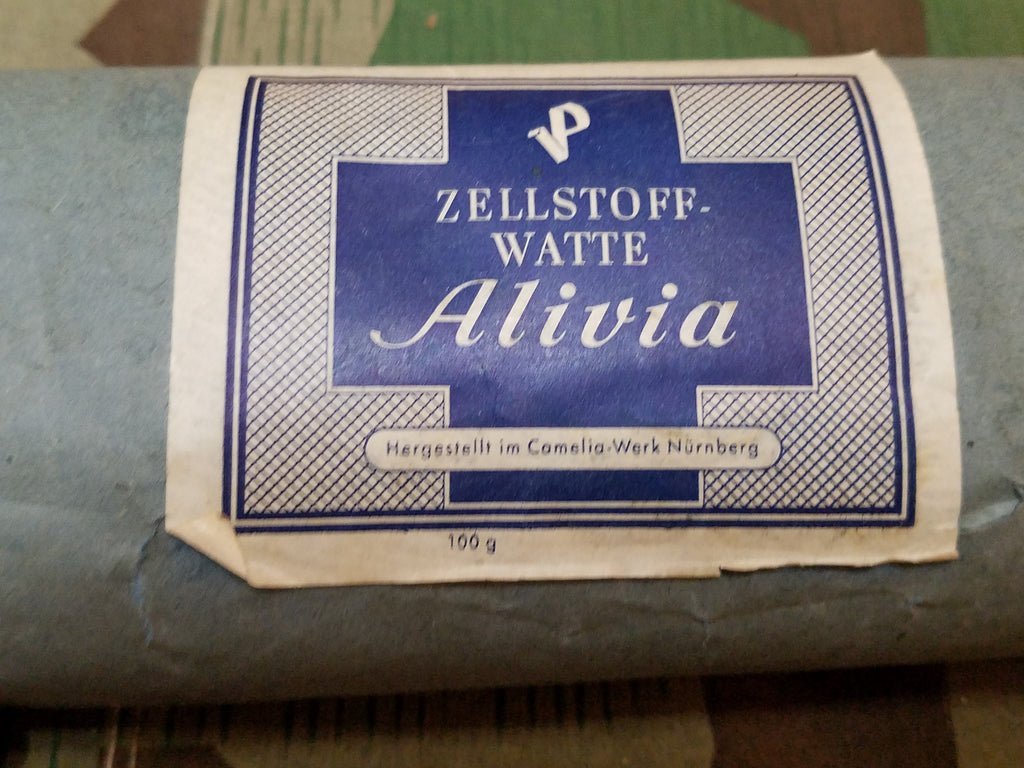 VP
ZELLSTOFF-
WATTE
Alivia
Hergestellt im Camelia-Werk Nürnberg
100 g